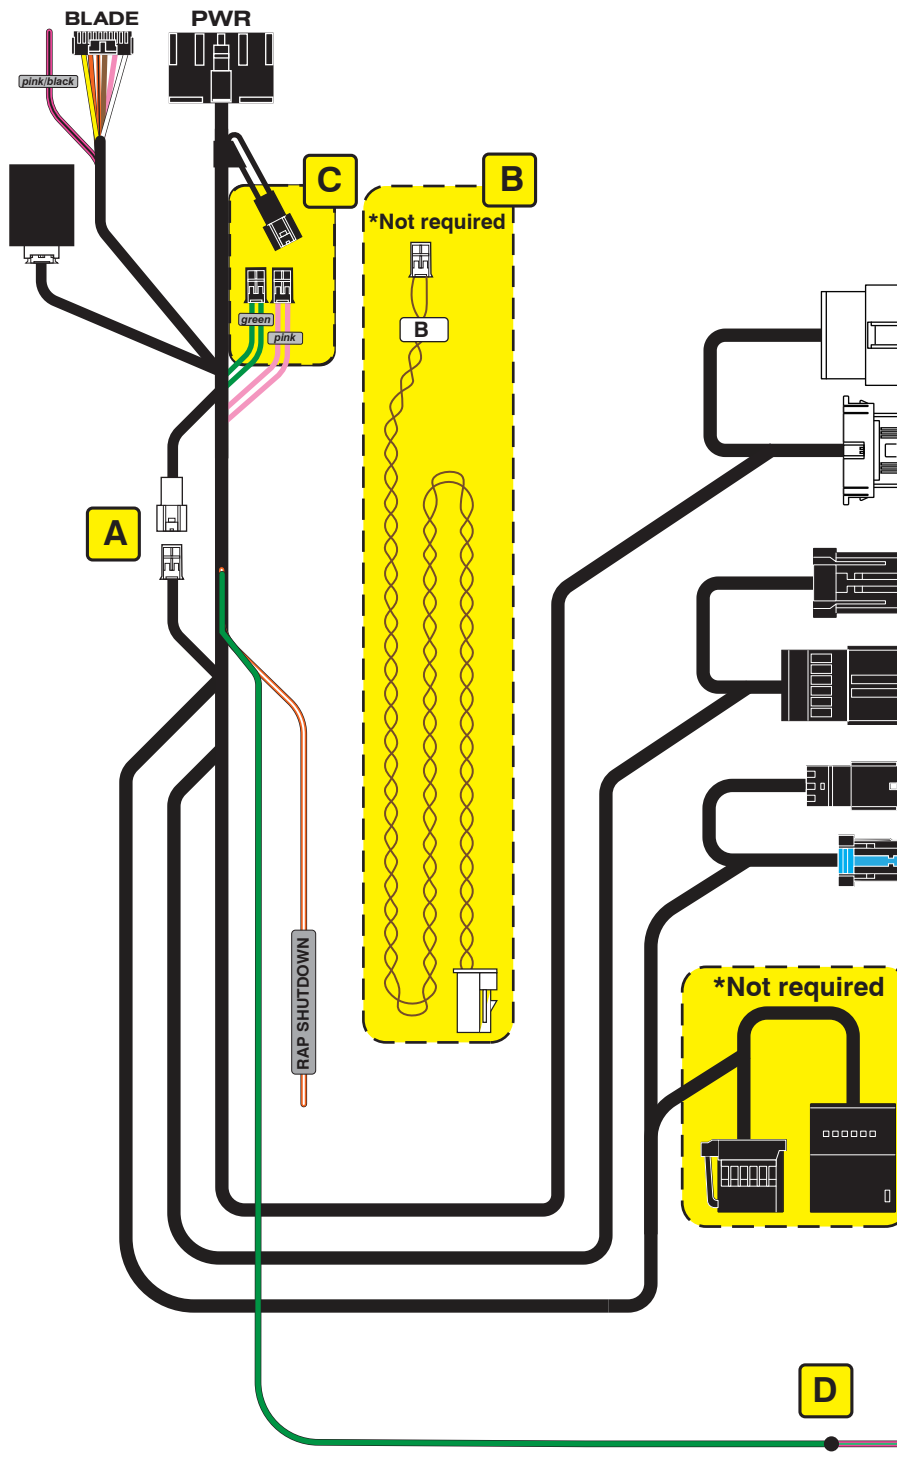 BLADE
PWR
pink/black
C
B
*Not required
green
pink
B
A
RAP SHUTDOWN
*Not required
D